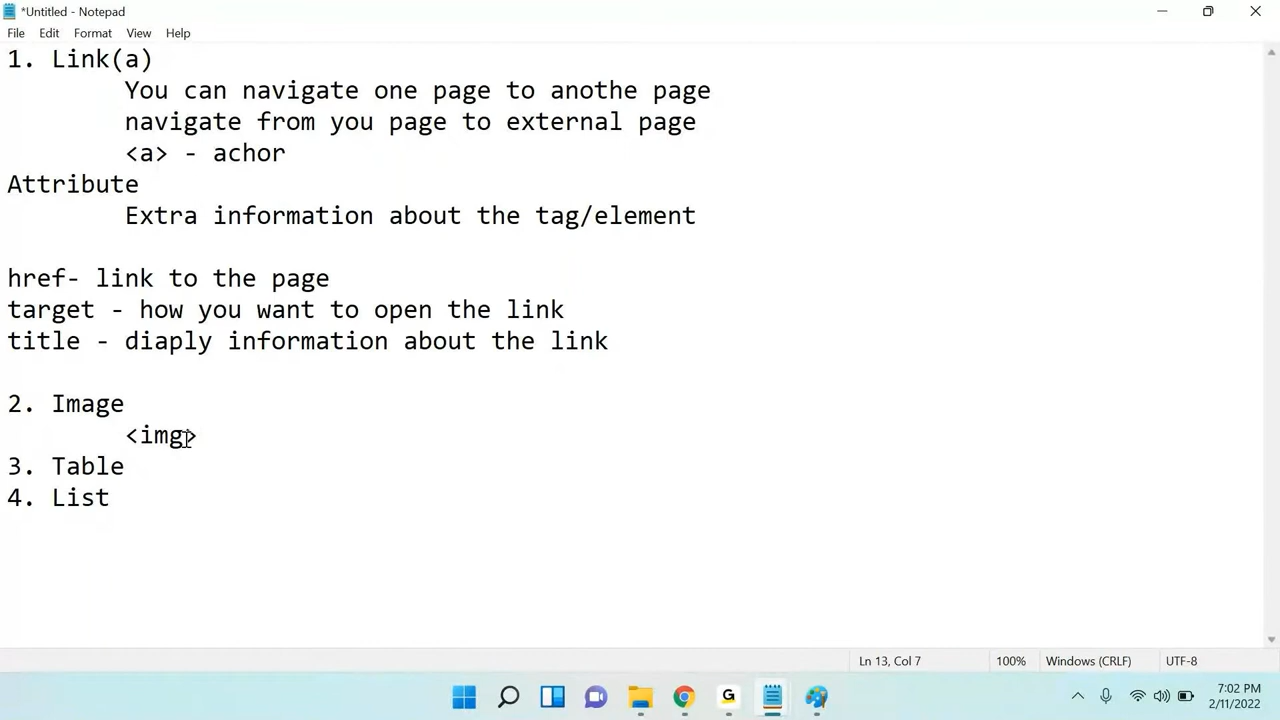 *Untitled - Notepad
File Edit Format View Help
1. Link(a)
You can navigate one page to anothe page
navigate from you page to external page
<a> - achor
Attribute
Extra information about the tag/element
href- link to the page
target - how you want to open the link
title - diaply information about the link
2. Image
<img>
3. Table
4. List
Ln 13, Col 7 100% Windows (CRLF) UTF-8
G
7:02 PM
2/11/2022